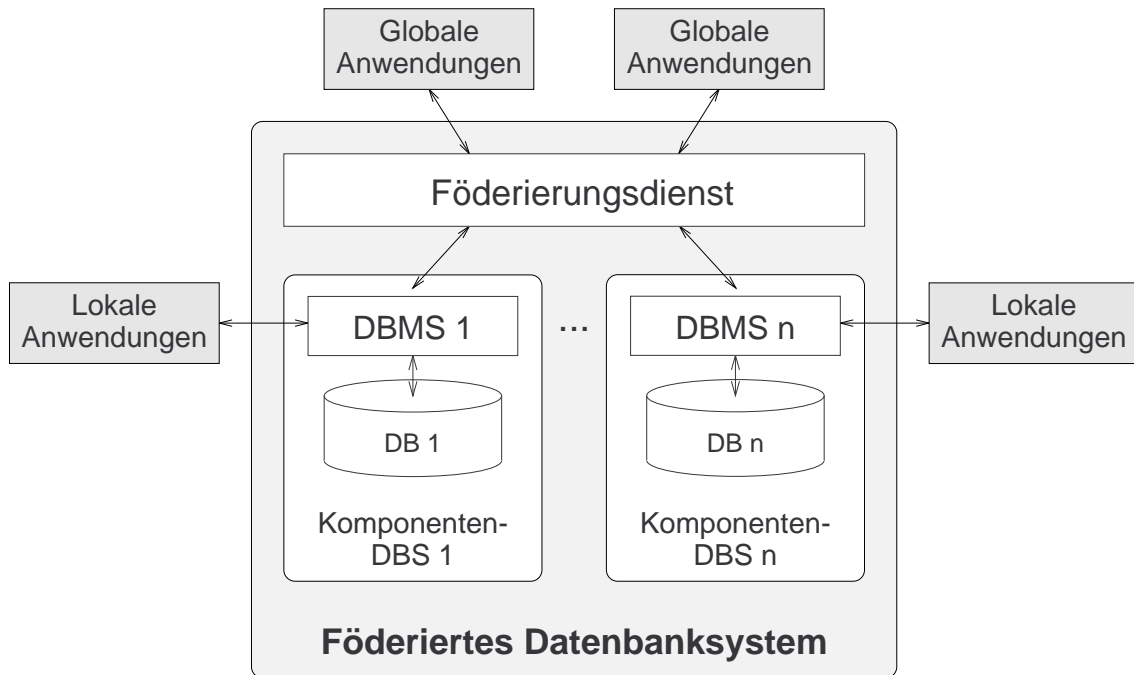 Globale
Anwendungen
Globale
Anwendungen
Föderierungsdienst
Lokale
Anwendungen
DBMS 1
...
DBMS n
Lokale
Anwendungen
DB 1
DB n
Komponenten-
DBS 1
Komponenten-
DBS n
Föderiertes Datenbanksystem